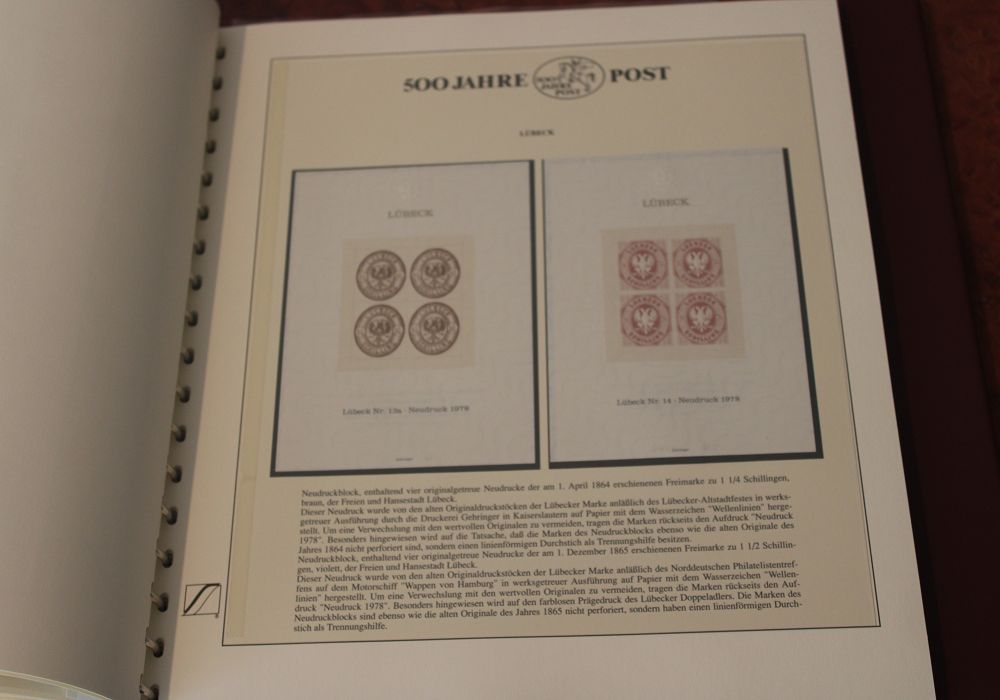 500 JAHRE POST
500
JAHRE
POST
LÜBECK
LÜBECK
Lübeck Nr. 13a · Neudruck 1978
LÜBECK
Lübeck Nr. 14 · Neudruck 1978
Neudruckblock, enthaltend vier originalgetreue Neudrucke der am 1. April 1864 erschienenen Freimarke zu 1 1/4 Schillingen,
braun, der Freien und Hansestadt Lübeck.
Dieser Neudruck wurde von den alten Originaldruckstöcken der Lübecker Marke anläßlich des Lübecker-Altstadtfestes in werks-
getreuer Ausführung durch die Druckerei Gehringer in Kaiserslautern auf Papier mit dem Wasserzeichen "Wellenlinien" herge-
stellt. Um eine Verwechslung mit den wertvollen Originalen zu vermeiden, tragen die Marken rückseits den Aufdruck "Neudruck
1978". Besonders hingewiesen wird auf die Tatsache, daß die Marken des Neudruckblocks ebenso wie die alten Originale des
Jahres 1864 nicht perforiert sind, sondern einen linienförmigen Durchstich als Trennungshilfe besitzen.
Neudruckblock, enthaltend vier originalgetreue Neudrucke der am 1. Dezember 1865 erschienenen Freimarke zu 1 1/2 Schillin-
gen, violett, der Freien und Hansestadt Lübeck.
Dieser Neudruck wurde von den alten Originaldruckstöcken der Lübecker Marke anläßlich des Norddeutschen Philatelistentref-
fens auf dem Motorschiff "Wappen von Hamburg" in werksgetreuer Ausführung auf Papier mit dem Wasserzeichen "Wellen-
linien" hergestellt. Um eine Verwechslung mit den wertvollen Originalen zu vermeiden, tragen die Marken rückseits den Auf-
druck "Neudruck 1978". Besonders hingewiesen wird auf den farblosen Prägedruck des Lübecker Doppeladlers. Die Marken des
Neudruckblocks sind ebenso wie die alten Originale des Jahres 1865 nicht perforiert, sondern haben einen linienförmigen Durch-
stich als Trennungshilfe.